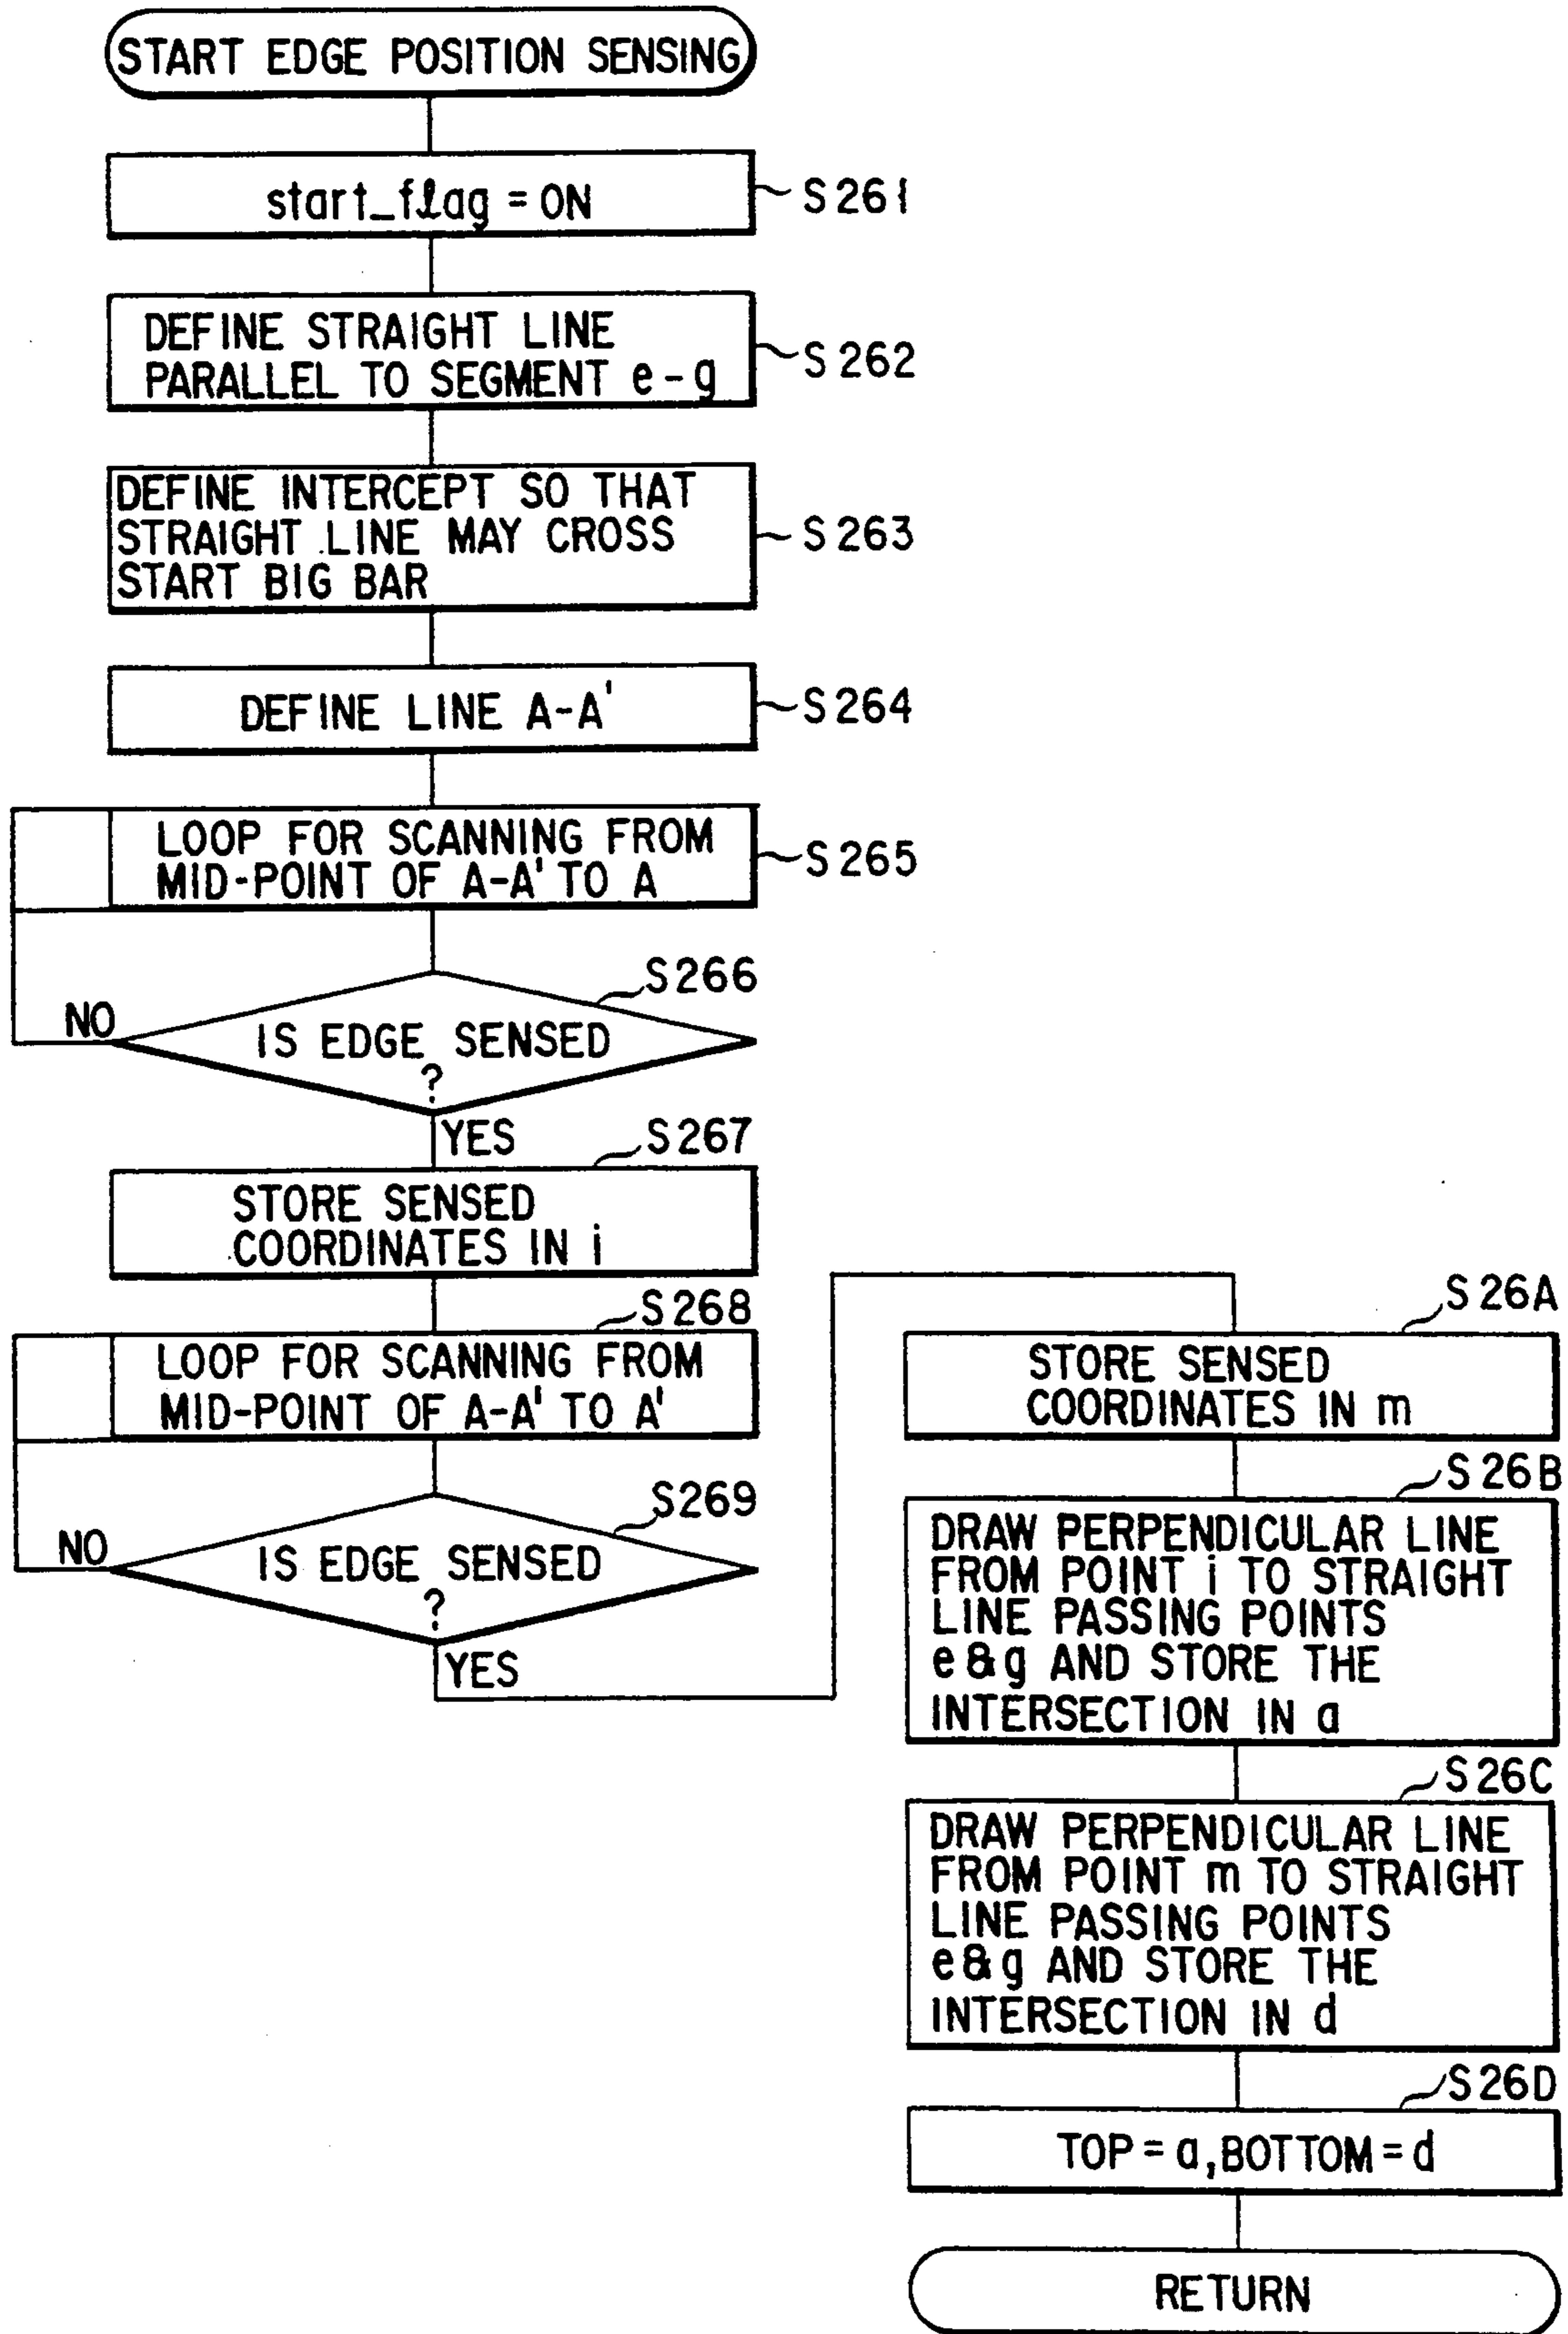 START EDGE POSITION SENSING
start_flag = ON
S261
DEFINE STRAIGHT LINE
PARALLEL TO SEGMENT e-g
S262
DEFINE INTERCEPT SO THAT
STRAIGHT LINE MAY CROSS
START BIG BAR
S263
DEFINE LINE A-A'
S264
LOOP FOR SCANNING FROM
MID-POINT OF A-A' TO A
S265
S266
NO
IS EDGE SENSED
?
YES
S267
STORE SENSED
COORDINATES IN i
S268
LOOP FOR SCANNING FROM
MID-POINT OF A-A' TO A'
S269
NO
IS EDGE SENSED
?
YES
S26A
STORE SENSED
COORDINATES IN m
S26B
DRAW PERPENDICULAR LINE
FROM POINT i TO STRAIGHT
LINE PASSING POINTS
e&g AND STORE THE
INTERSECTION IN a
S26C
DRAW PERPENDICULAR LINE
FROM POINT m TO STRAIGHT
LINE PASSING POINTS
e&g AND STORE THE
INTERSECTION IN d
S26D
TOP = a, BOTTOM = d
RETURN